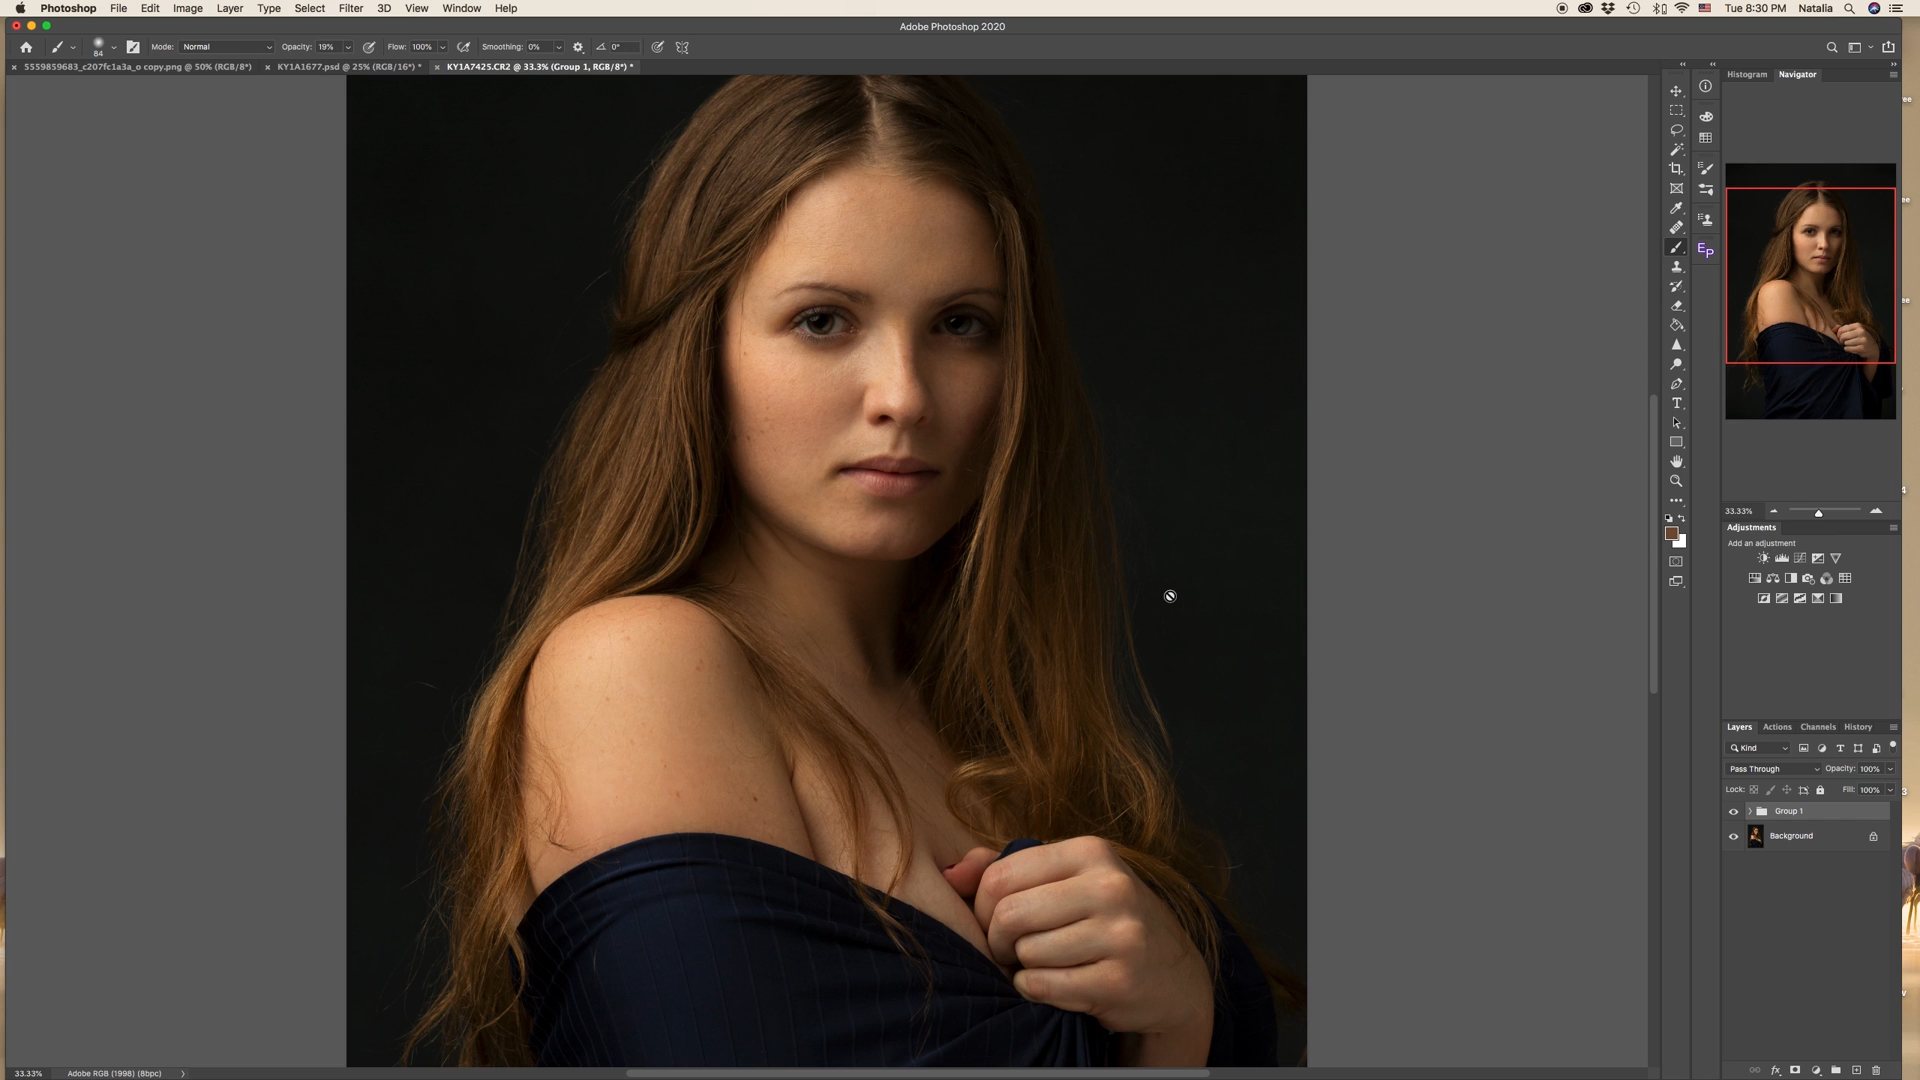 Photoshop File Edit Image Layer Type Select Filter 3D View Window Help Tue 8:30 PM Natalia
Adobe Photoshop 2020
84 Mode: Normal Opacity: 19% Flow: 100% Smoothing: 0% 0°
5559859683_c207fc1a3a_o copy.png @ 50% (RGB/8*) KY1A1677.psd @ 25% (RGB/16*) * KY1A7425.CR2 @ 33.3% (Group 1, RGB/8*) *
Histogram Navigator
EP
33.33%
Adjustments
Add an adjustment
Layers Actions Channels History
Kind
Pass Through Opacity: 100%
Lock: Fill: 100%
Group 1
Background
33.33% Adobe RGB (1998) (8bpc)